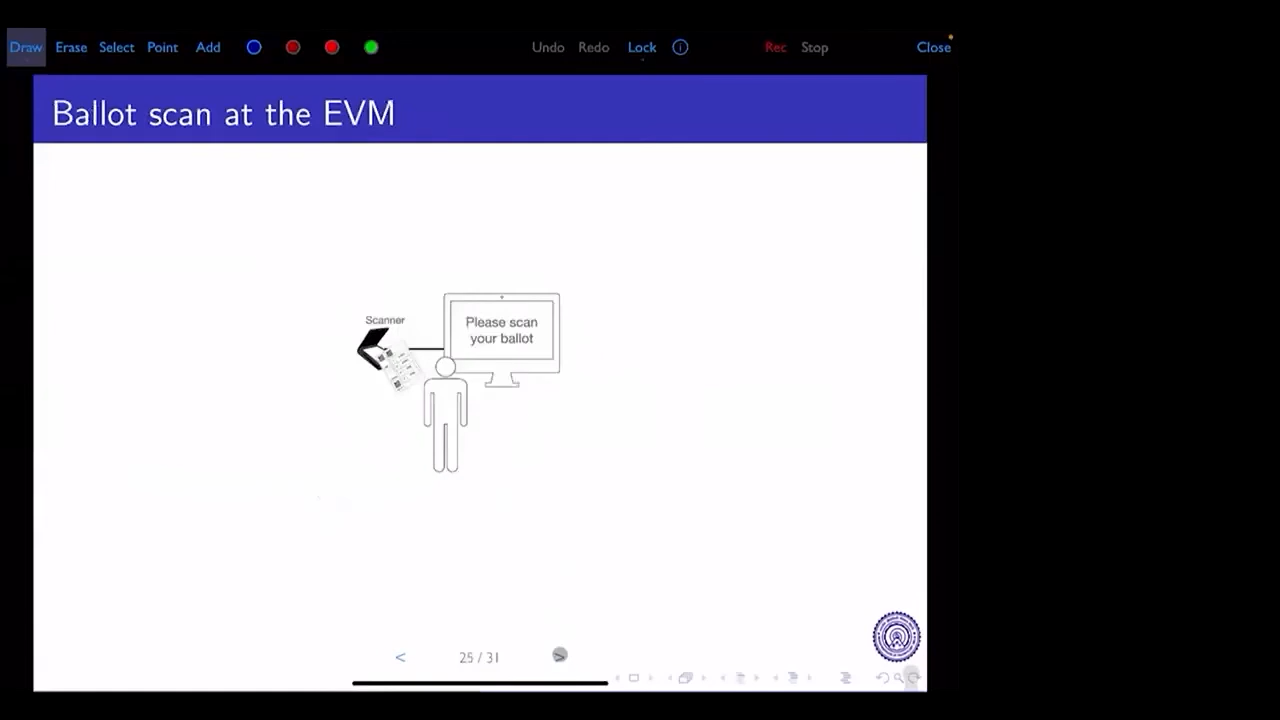 Draw Erase Select Point Add Undo Redo Lock Rec Stop Close
Ballot scan at the EVM
Scanner
Please scan
your ballot
< 25 / 31 >